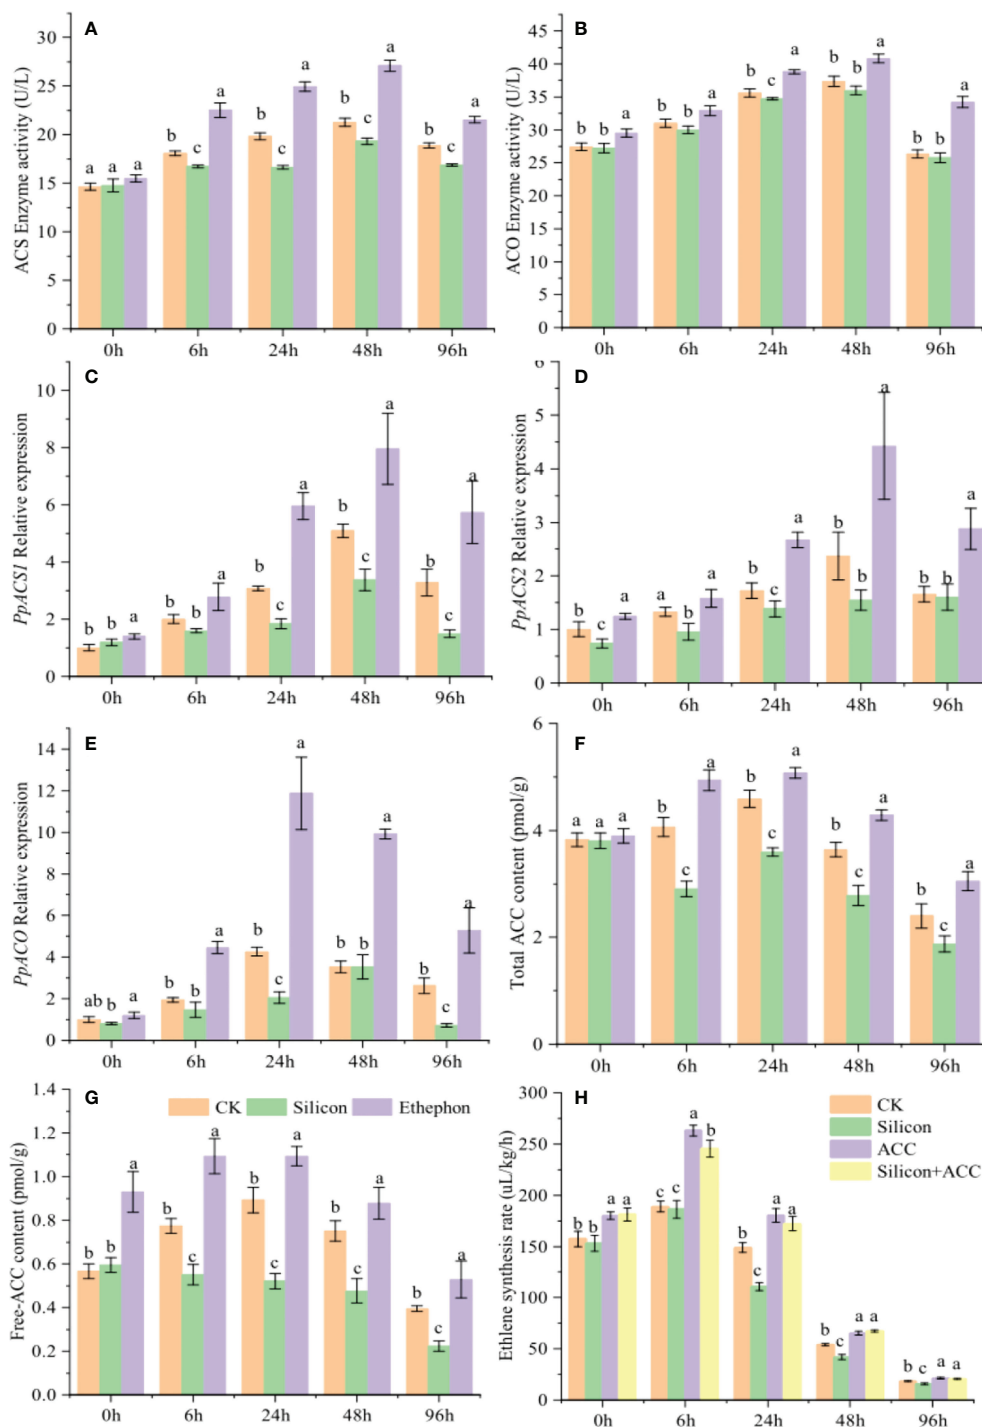 A
ACS Enzyme activity (U/L)
30
25
20
15
10
5
0
a a a
b c a
b c a
b c a
b c a
0h 6h 24h 48h 96h
B
ACO Enzyme activity (U/L)
45
40
35
30
25
20
15
10
5
0
b b a
b b a
b c a
b b a
b b a
0h 6h 24h 48h 96h
C
PpACS1 Relative expression
10
8
6
4
2
0
b b a
b b a
b c a
b c a
b c a
0h 6h 24h 48h 96h
D
PpACS2 Relative expression
6
5
4
3
2
1
0
b c a
a b a
b c a
b b a
b b a
0h 6h 24h 48h 96h
E
PpACO Relative expression
14
12
10
8
6
4
2
0
ab b a
b b a
b c a
b b a
b c a
0h 6h 24h 48h 96h
F
Total ACC content (pmol/g)
6
4
2
0
a a a
b c a
b c a
b c a
b c a
0h 6h 24h 48h 96h
G
CK Silicon Ethephon
Free-ACC content (pmol/g)
1.4
1.2
1.0
0.8
0.6
0.4
0.2
0.0
b b a
b c a
b c a
b c a
b c a
0h 6h 24h 48h 96h
H
CK
Silicon
ACC
Silicon+ACC
Ethlene synthesis rate (uL/kg/h)
300
250
200
150
100
50
0
b b a a
c c a b
b c a a
b c a a
b c a a
0h 6h 24h 48h 96h